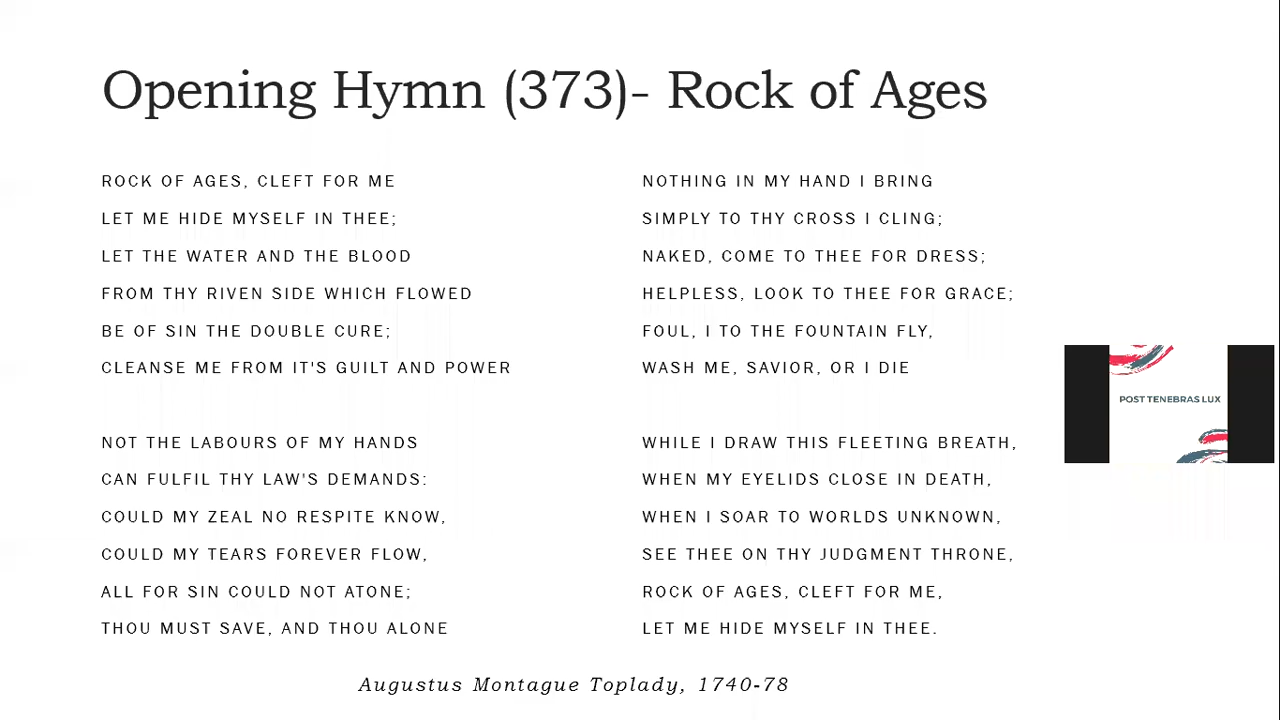 Opening Hymn (373)- Rock of Ages
ROCK OF AGES, CLEFT FOR ME
LET ME HIDE MYSELF IN THEE;
LET THE WATER AND THE BLOOD
FROM THY RIVEN SIDE WHICH FLOWED
BE OF SIN THE DOUBLE CURE;
CLEANSE ME FROM IT'S GUILT AND POWER
NOT THE LABOURS OF MY HANDS
CAN FULFIL THY LAW'S DEMANDS:
COULD MY ZEAL NO RESPITE KNOW,
COULD MY TEARS FOREVER FLOW,
ALL FOR SIN COULD NOT ATONE;
THOU MUST SAVE, AND THOU ALONE
NOTHING IN MY HAND I BRING
SIMPLY TO THY CROSS I CLING;
NAKED, COME TO THEE FOR DRESS;
HELPLESS, LOOK TO THEE FOR GRACE;
FOUL, I TO THE FOUNTAIN FLY,
WASH ME, SAVIOR, OR I DIE
WHILE I DRAW THIS FLEETING BREATH,
WHEN MY EYELIDS CLOSE IN DEATH,
WHEN I SOAR TO WORLDS UNKNOWN,
SEE THEE ON THY JUDGMENT THRONE,
ROCK OF AGES, CLEFT FOR ME,
LET ME HIDE MYSELF IN THEE.
Augustus Montague Toplady, 1740-78
POST TENEBRAS LUX